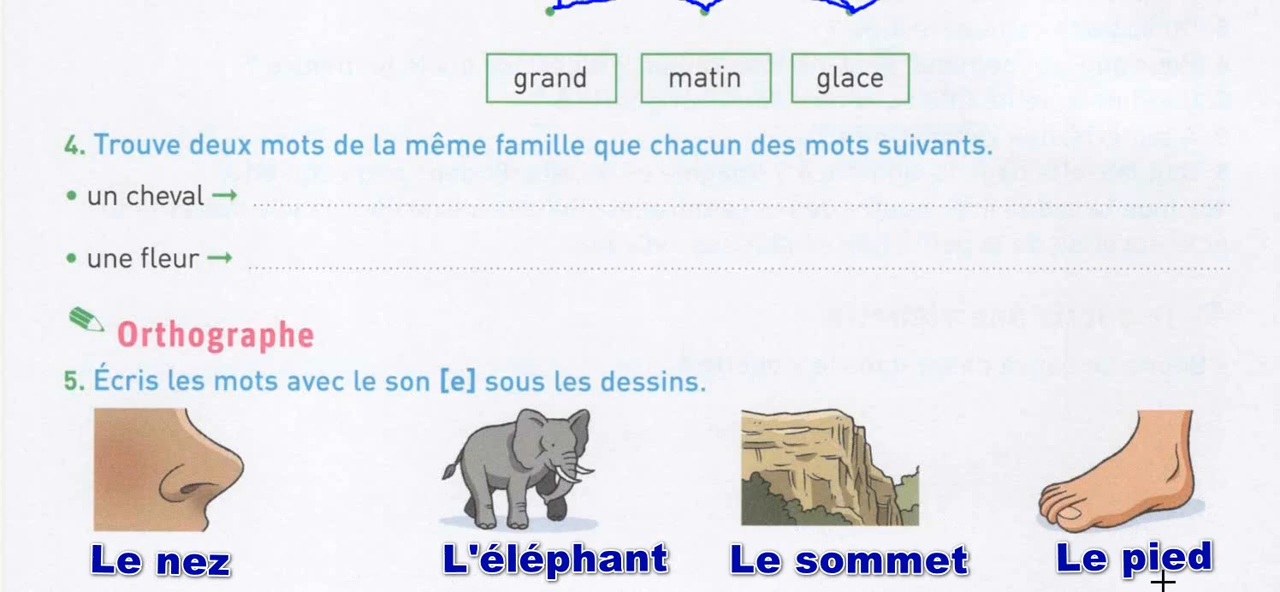 grand matin glace
4. Trouve deux mots de la même famille que chacun des mots suivants.
• un cheval →
• une fleur →
Orthographe
5. Écris les mots avec le son [e] sous les dessins.
Le nez L'éléphant Le sommet Le pied